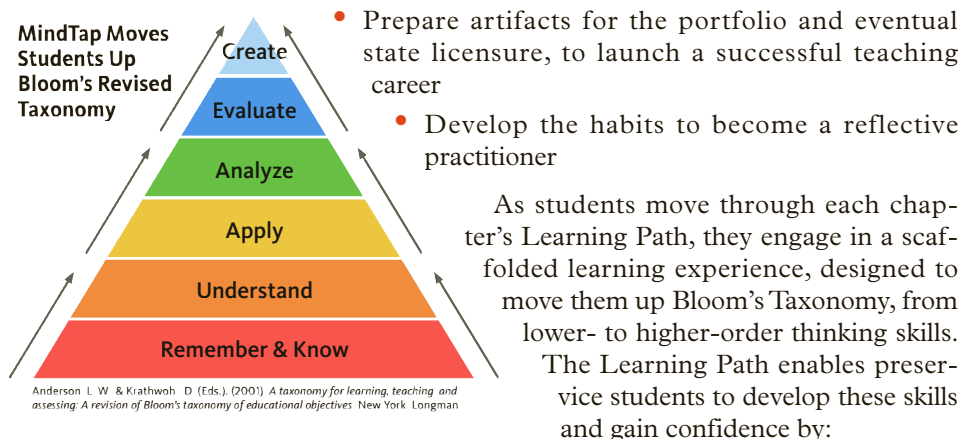 MindTap Moves
Students Up
Bloom's Revised
Taxonomy
Create
Evaluate
Analyze
Apply
Understand
Remember & Know
Anderson L W & Krathwoh D (Eds.). (2001) A taxonomy for learning, teaching and
assessing: A revision of Bloom's taxonomy of educational objectives New York Longman
• Prepare artifacts for the portfolio and eventual
state licensure, to launch a successful teaching
career
• Develop the habits to become a reflective
practitioner
As students move through each chap-
ter's Learning Path, they engage in a scaf-
folded learning experience, designed to
move them up Bloom's Taxonomy, from
lower- to higher-order thinking skills.
The Learning Path enables preser-
vice students to develop these skills
and gain confidence by: